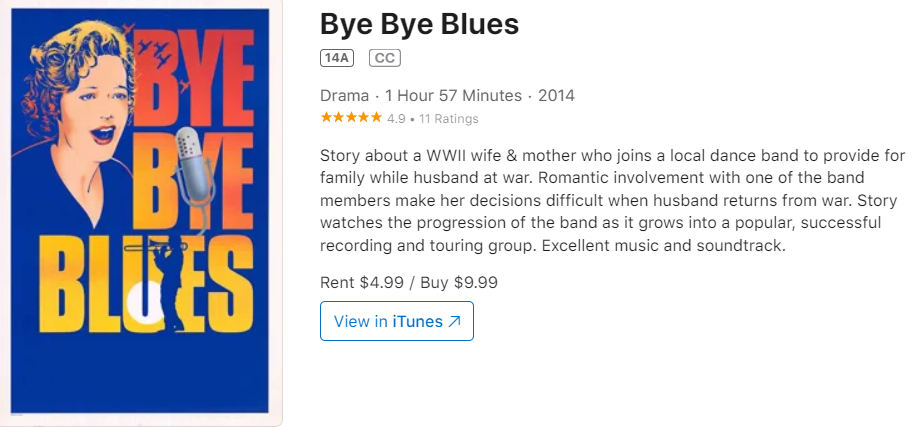 BYE
BYE
BLUES
Bye Bye Blues
14A CC
Drama · 1 Hour 57 Minutes · 2014
★★★★★ 4.9 • 11 Ratings
Story about a WWII wife & mother who joins a local dance band to provide for
family while husband at war. Romantic involvement with one of the band
members make her decisions difficult when husband returns from war. Story
watches the progression of the band as it grows into a popular, successful
recording and touring group. Excellent music and soundtrack.
Rent $4.99 / Buy $9.99
View in iTunes ↗